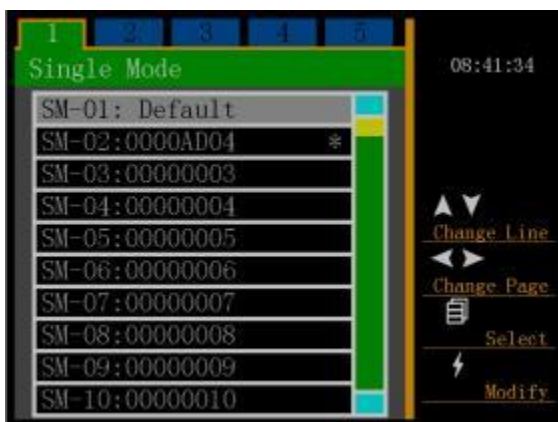 1 2 3 4 5
Single Mode
08:41:34
SM-01: Default
SM-02:0000AD04 *
SM-03:00000003
SM-04:00000004
SM-05:00000005
SM-06:00000006
SM-07:00000007
SM-08:00000008
SM-09:00000009
SM-10:00000010
Change Line
Change Page
Select
Modify